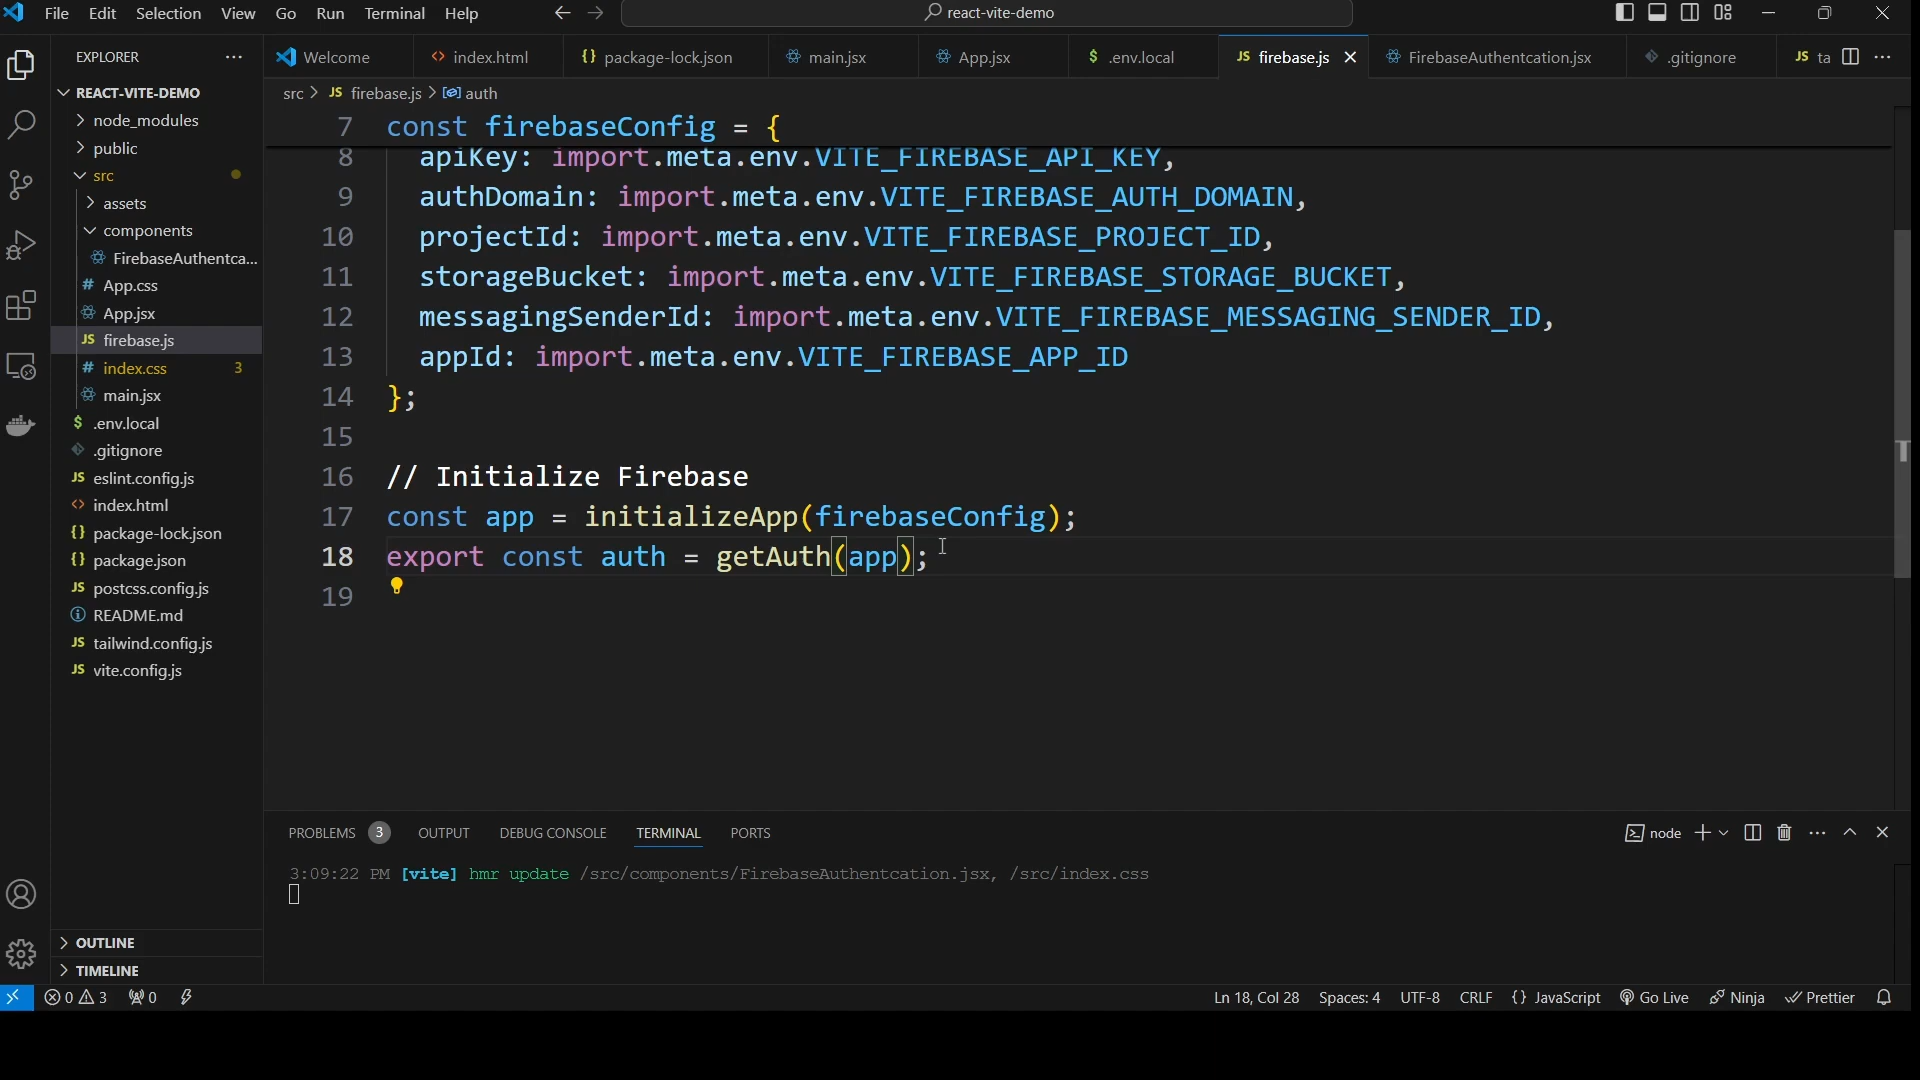 File Edit Selection View Go Run Terminal Help
react-vite-demo
EXPLORER
Welcome
index.html
package-lock.json
main.jsx
App.jsx
.env.local
firebase.js
FirebaseAuthentcation.jsx
.gitignore
JS ta
src > JS firebase.js > auth
REACT-VITE-DEMO
node_modules
public
src
assets
components
FirebaseAuthentca...
App.css
App.jsx
JS firebase.js
index.css 3
main.jsx
.env.local
.gitignore
JS eslint.config.js
index.html
package-lock.json
package.json
JS postcss.config.js
README.md
JS tailwind.config.js
JS vite.config.js
OUTLINE
TIMELINE
7 const firebaseConfig = {
8 apiKey: import.meta.env.VITE_FIREBASE_API_KEY,
9 authDomain: import.meta.env.VITE_FIREBASE_AUTH_DOMAIN,
10 projectId: import.meta.env.VITE_FIREBASE_PROJECT_ID,
11 storageBucket: import.meta.env.VITE_FIREBASE_STORAGE_BUCKET,
12 messagingSenderId: import.meta.env.VITE_FIREBASE_MESSAGING_SENDER_ID,
13 appId: import.meta.env.VITE_FIREBASE_APP_ID
14 };
15
16 // Initialize Firebase
17 const app = initializeApp(firebaseConfig);
18 export const auth = getAuth(app);
19
PROBLEMS 3 OUTPUT DEBUG CONSOLE TERMINAL PORTS
node
3:09:22 PM [vite] hmr update /src/components/FirebaseAuthentcation.jsx, /src/index.css
0 3 0
Ln 18, Col 28 Spaces: 4 UTF-8 CRLF {} JavaScript Go Live Ninja Prettier